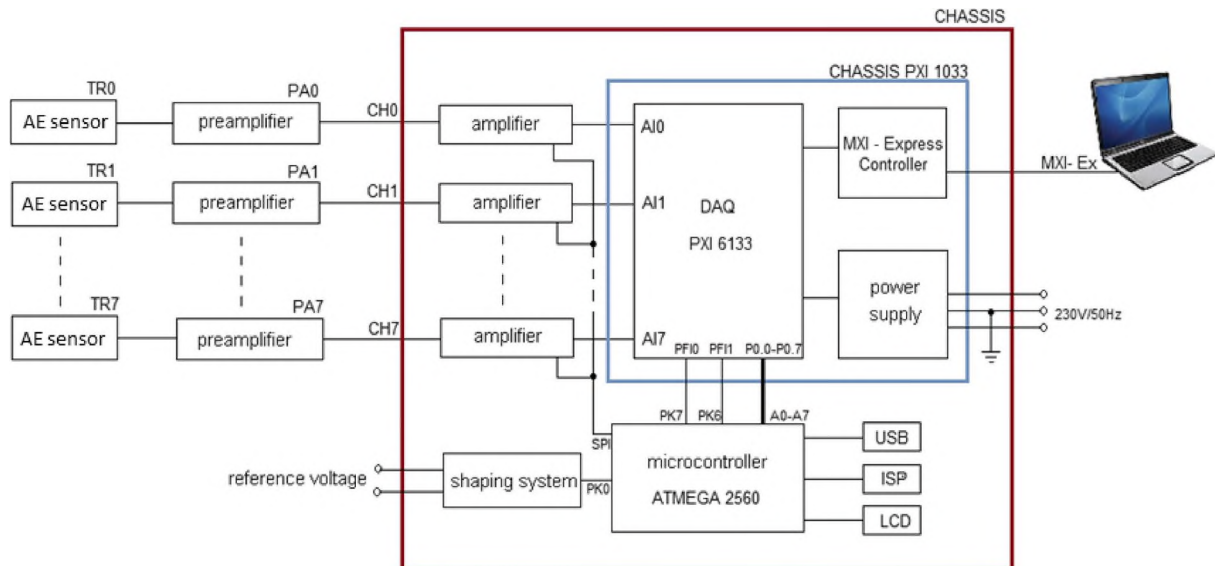 CHASSIS
CHASSIS PXI 1033
TR0
PA0
CH0
AE sensor
preamplifier
amplifier
AI0
MXI - Express
Controller
MXI- Ex
TR1
PA1
CH1
AE sensor
preamplifier
amplifier
AI1
DAQ
PXI 6133
power
supply
230V/50Hz
TR7
PA7
CH7
AE sensor
preamplifier
amplifier
AI7
PFI0
PFI1
P0.0-P0.7
PK7
PK6
A0-A7
SPI
reference voltage
shaping system
PK0
microcontroller
ATMEGA 2560
USB
ISP
LCD